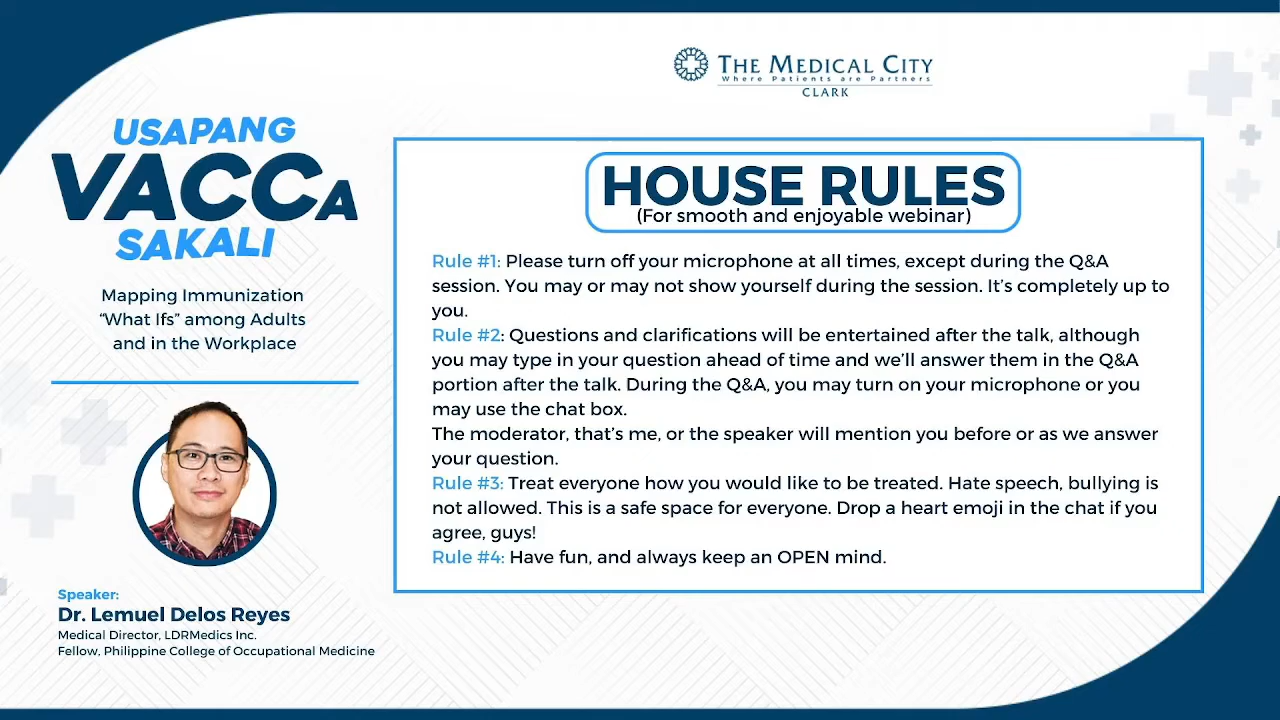 THE MEDICAL CITY
Where Patients are Partners
CLARK
USAPANG
VACCA
SAKALI
Mapping Immunization
“What Ifs” among Adults
and in the Workplace
Speaker:
Dr. Lemuel Delos Reyes
Medical Director, LDRMedics Inc.
Fellow, Philippine College of Occupational Medicine
HOUSE RULES
(For smooth and enjoyable webinar)
Rule #1: Please turn off your microphone at all times, except during the Q&A
session. You may or may not show yourself during the session. It’s completely up to
you.
Rule #2: Questions and clarifications will be entertained after the talk, although
you may type in your question ahead of time and we’ll answer them in the Q&A
portion after the talk. During the Q&A, you may turn on your microphone or you
may use the chat box.
The moderator, that’s me, or the speaker will mention you before or as we answer
your question.
Rule #3: Treat everyone how you would like to be treated. Hate speech, bullying is
not allowed. This is a safe space for everyone. Drop a heart emoji in the chat if you
agree, guys!
Rule #4: Have fun, and always keep an OPEN mind.